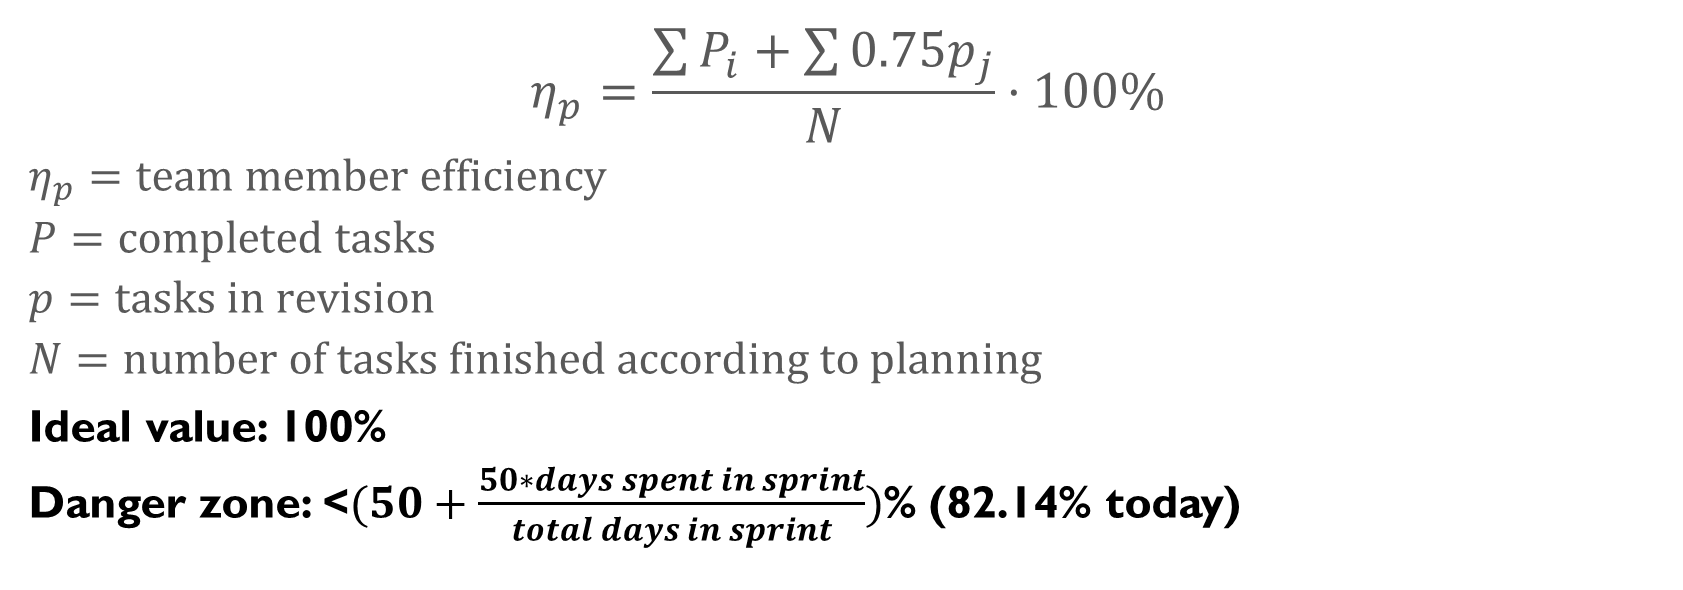 η_p = (∑ P_i + ∑ 0.75p_j) / N · 100%
η_p = team member efficiency
P = completed tasks
p = tasks in revision
N = number of tasks finished according to planning
Ideal value: 100%
Danger zone: <(50 + 50*days spent in sprint / total days in sprint)% (82.14% today)